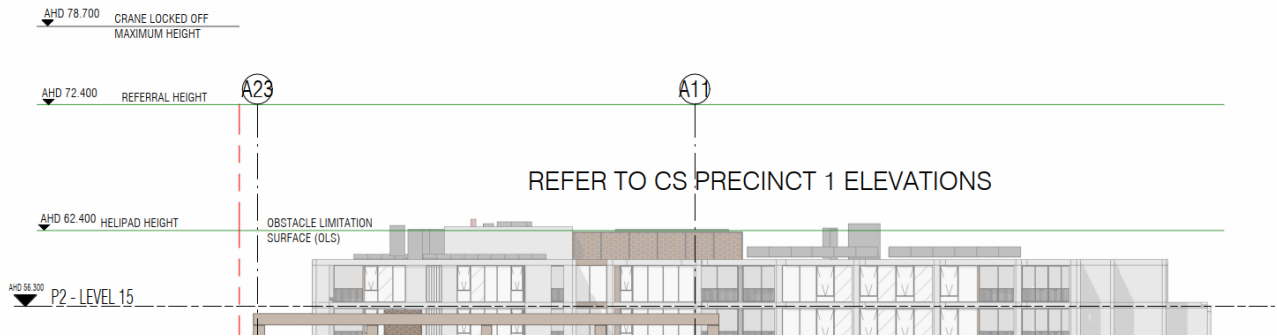 AHD 78.700
CRANE LOCKED OFF
MAXIMUM HEIGHT
AHD 72.400
REFERRAL HEIGHT
A23
A11
REFER TO CS PRECINCT 1 ELEVATIONS
AHD 62.400
HELIPAD HEIGHT
OBSTACLE LIMITATION
SURFACE (OLS)
AHD 56.300
P2 - LEVEL 15